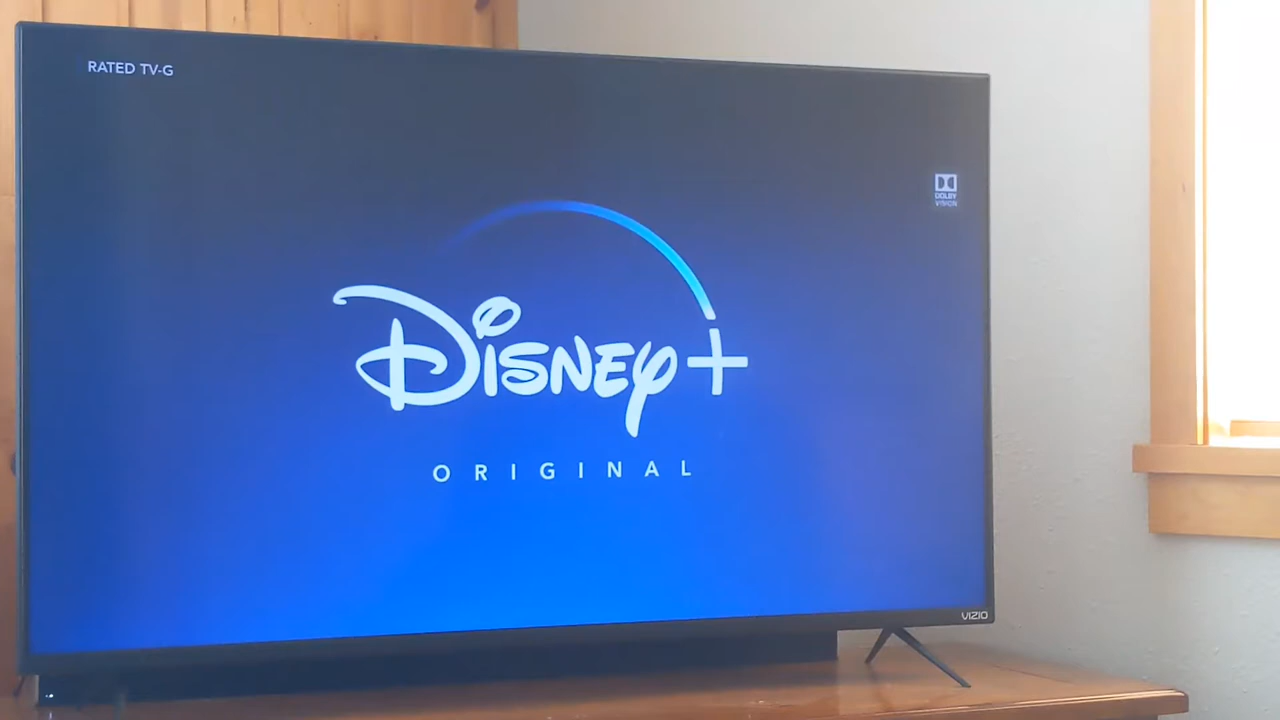 RATED TV-G
DOLBY
VISION
Disney+
ORIGINAL
VIZIO